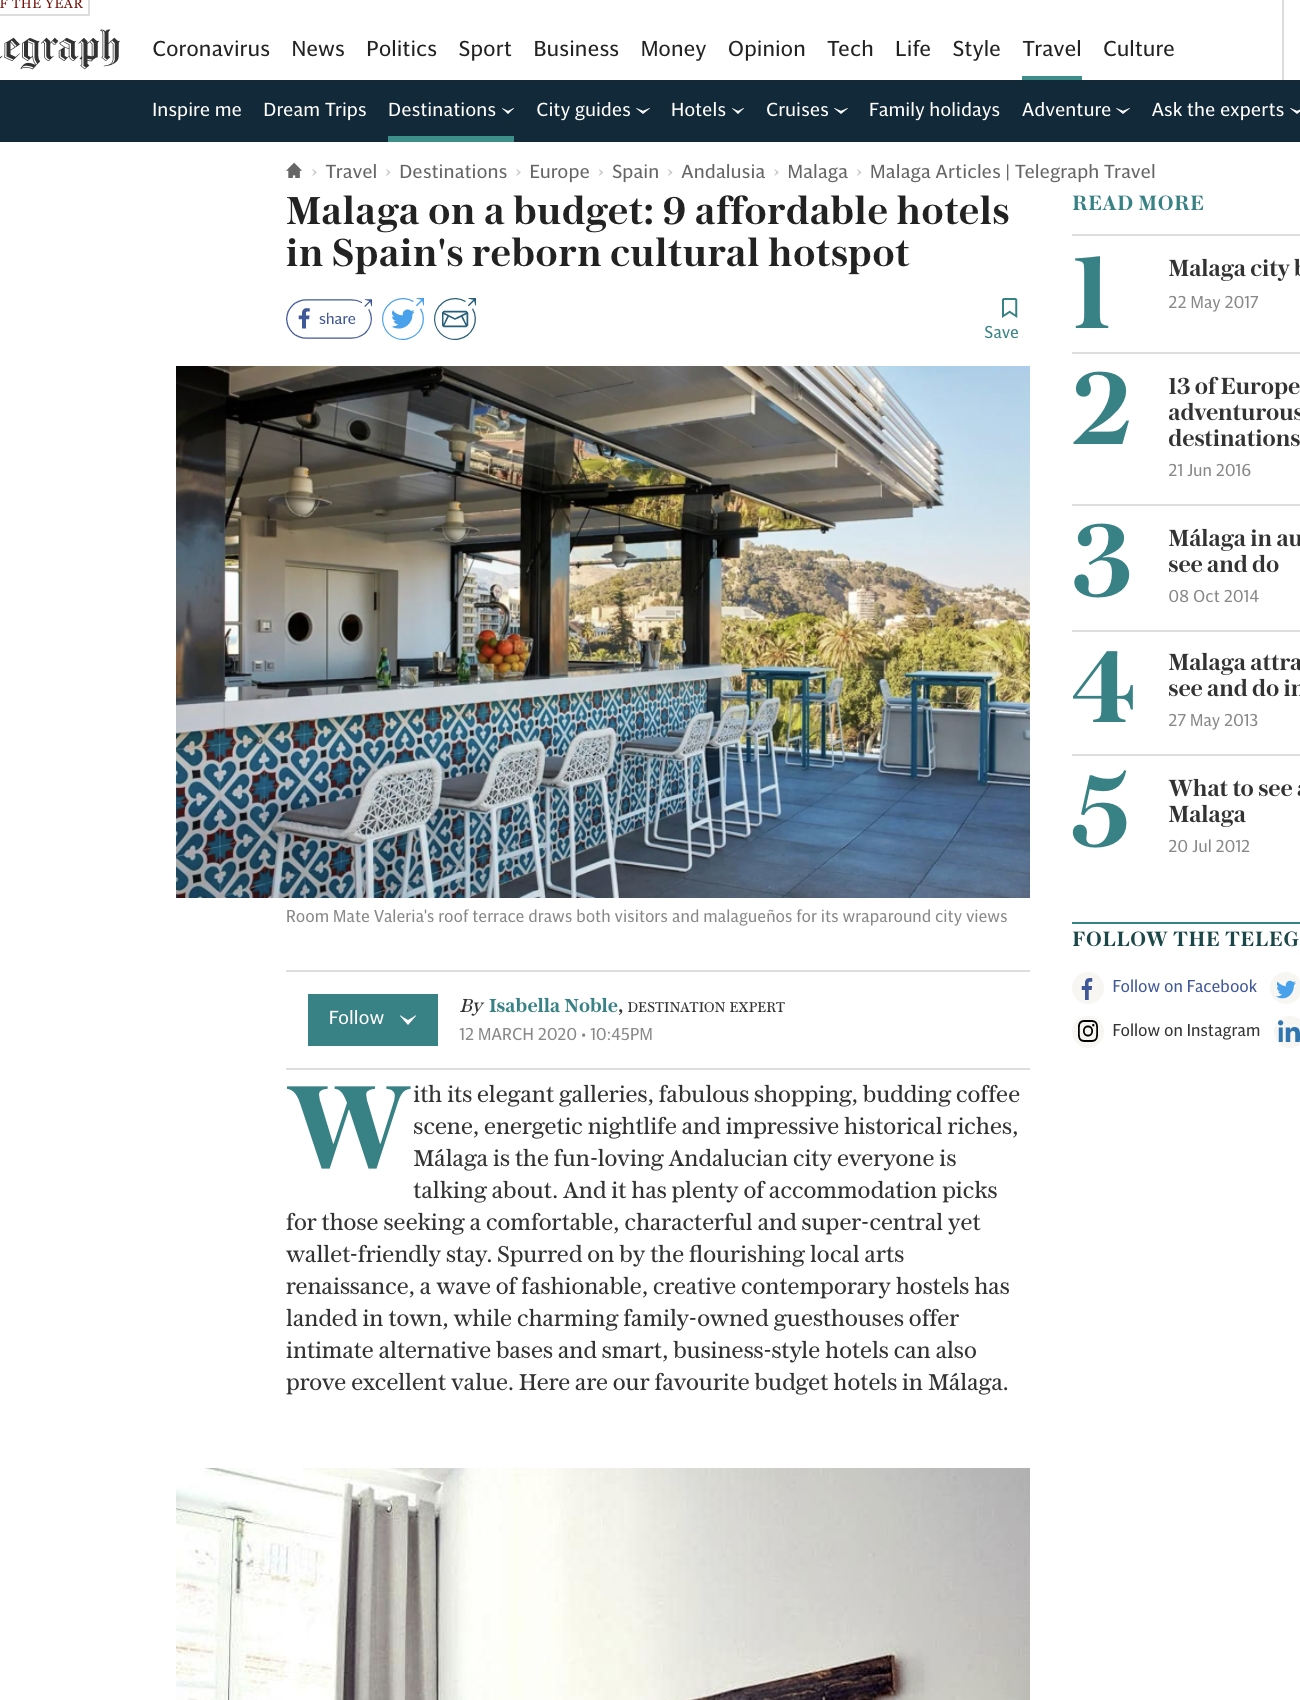 F THE YEAR
egraph
Coronavirus News Politics Sport Business Money Opinion Tech Life Style Travel Culture
Inspire me Dream Trips Destinations City guides Hotels Cruises Family holidays Adventure Ask the experts
Travel › Destinations › Europe › Spain › Andalusia › Malaga › Malaga Articles | Telegraph Travel
Malaga on a budget: 9 affordable hotels
in Spain's reborn cultural hotspot
share
Save
Room Mate Valeria's roof terrace draws both visitors and malagueños for its wraparound city views
Follow
By Isabella Noble, DESTINATION EXPERT
12 MARCH 2020 • 10:45PM
With its elegant galleries, fabulous shopping, budding coffee
scene, energetic nightlife and impressive historical riches,
Málaga is the fun-loving Andalucian city everyone is
talking about. And it has plenty of accommodation picks
for those seeking a comfortable, characterful and super-central yet
wallet-friendly stay. Spurred on by the flourishing local arts
renaissance, a wave of fashionable, creative contemporary hostels has
landed in town, while charming family-owned guesthouses offer
intimate alternative bases and smart, business-style hotels can also
prove excellent value. Here are our favourite budget hotels in Málaga.
READ MORE
1
Malaga city b
22 May 2017
2
13 of Europe
adventurous
destinations
21 Jun 2016
3
Málaga in au
see and do
08 Oct 2014
4
Malaga attra
see and do in
27 May 2013
5
What to see a
Malaga
20 Jul 2012
FOLLOW THE TELEG
Follow on Facebook
Follow on Instagram